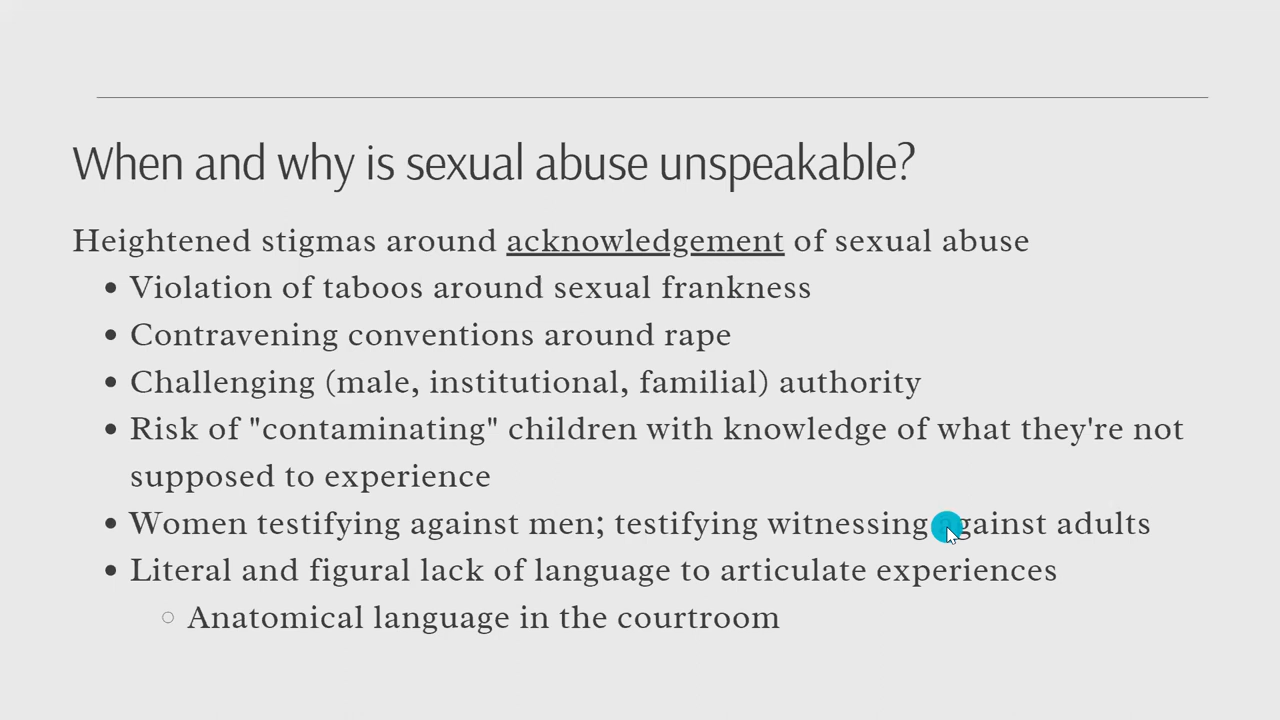 When and why is sexual abuse unspeakable?
Heightened stigmas around acknowledgement of sexual abuse
• Violation of taboos around sexual frankness
• Contravening conventions around rape
• Challenging (male, institutional, familial) authority
• Risk of "contaminating" children with knowledge of what they're not
supposed to experience
• Women testifying against men; testifying witnessing against adults
• Literal and figural lack of language to articulate experiences
○ Anatomical language in the courtroom